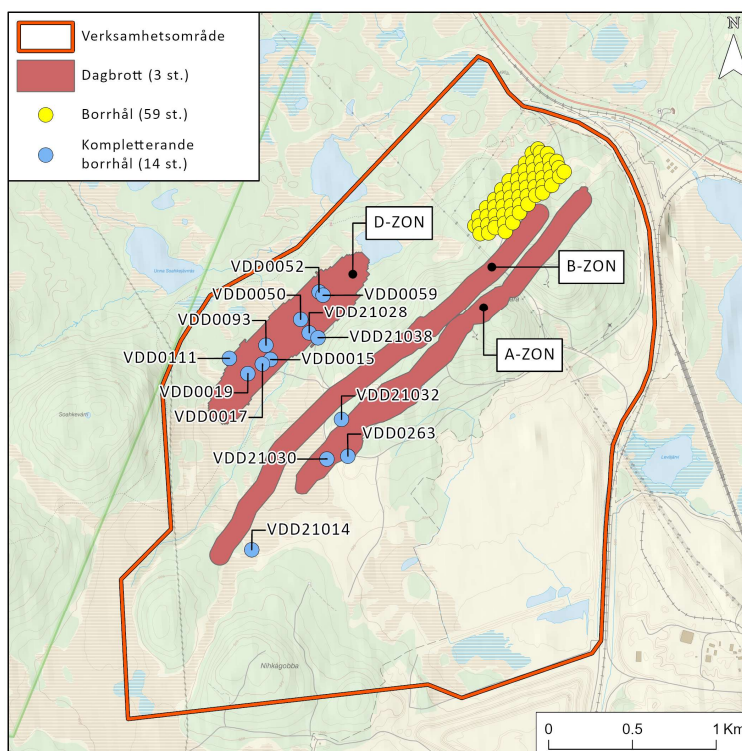 Verksamhetsområde
Dagbrott (3 st.)
Borrhål (59 st.)
Kompletterande
borrhål (14 st.)
N
D-ZON
VDD0052
VDD0050
VDD0059
VDD21028
VDD0093
VDD21038
VDD0111
VDD0015
VDD0019
VDD0017
B-ZON
A-ZON
VDD21032
VDD21030
VDD0263
VDD21014
Nihkágobba
0 0.5 1 Km